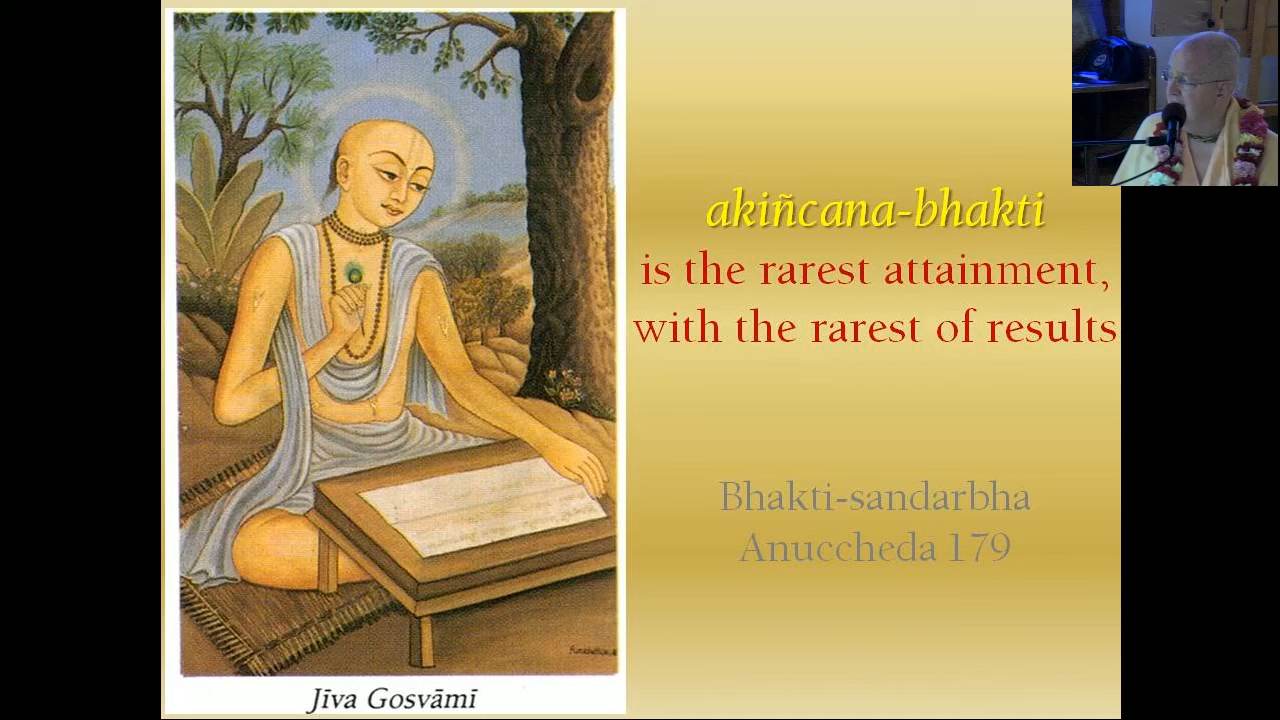 akiñcana-bhakti
is the rarest attainment,
with the rarest of results
Bhakti-sandarbha
Anuccheda 179
Jīva Gosvāmī